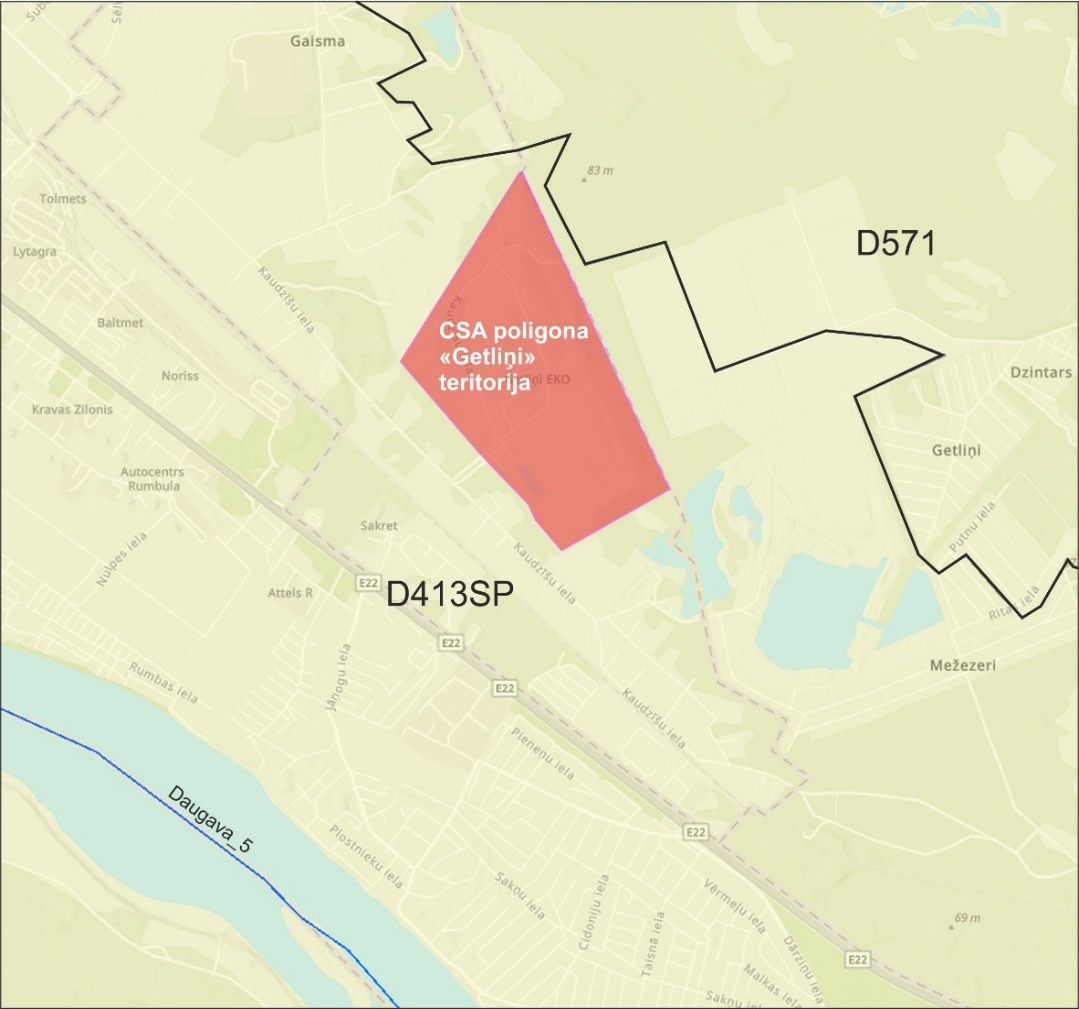 Gaisma
83 m
Tolmets
D571
Lytagra
Kaudzīšu iela
CSA poligona
«Getliņi»
teritorija
EKO
Baltmet
Noriss
Dzintars
Kravas Zilonis
Getliņi
Autocentrs
Rumbula
Sakret
Putnu iela
Nulpes iela
Kaudzīšu iela
E22
D413SP
Attels R
Ritas iela
E22
Mežezeri
Rumbas iela
Jāņogu iela
E22
Kaudzīšu iela
Pieneņu iela
Daugava_5
E22
Plostnieku iela
Sakņu iela
Cidoniju iela
Taisnā iela
Vērmeļu iela
69 m
Dārziņu iela
E22
Malkas iela
Sakņu iela